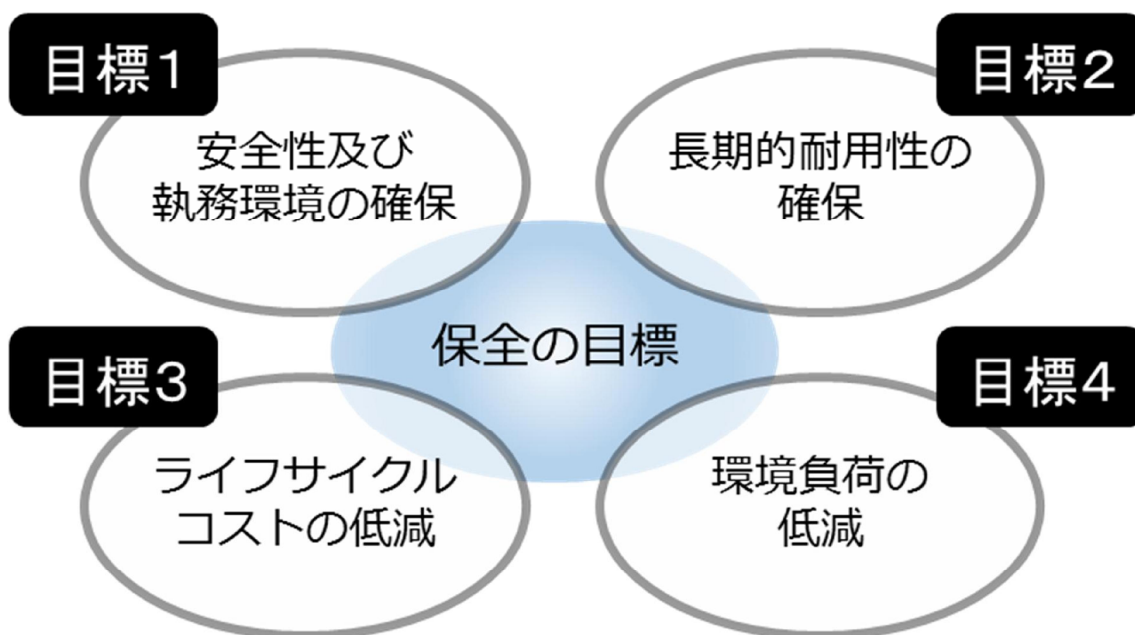 目標1
安全性及び
執務環境の確保
目標2
長期的耐用性の
確保
保全の目標
目標3
ライフサイクル
コストの低減
目標4
環境負荷の
低減